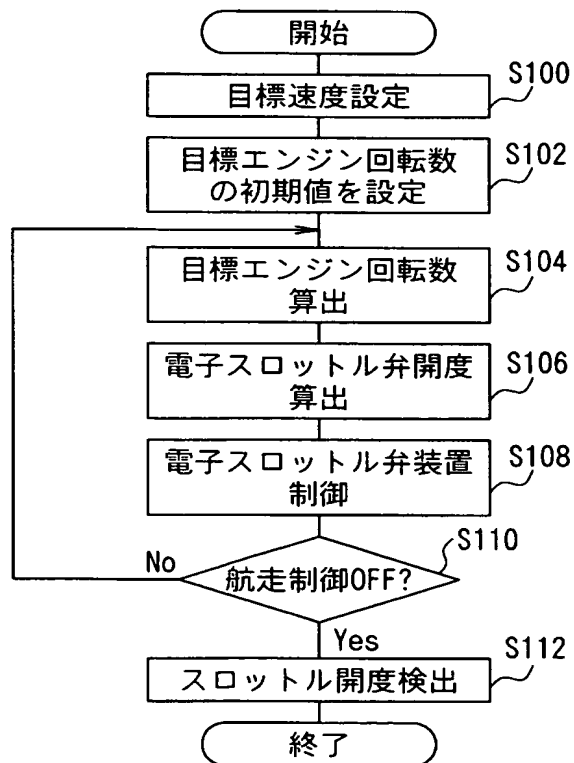 開始
S100
目標速度設定
S102
目標エンジン回転数
の初期値を設定
S104
目標エンジン回転数
算出
S106
電子スロットル弁開度
算出
S108
電子スロットル弁装置
制御
S110
No
航走制御OFF?
Yes
S112
スロットル開度検出
終了